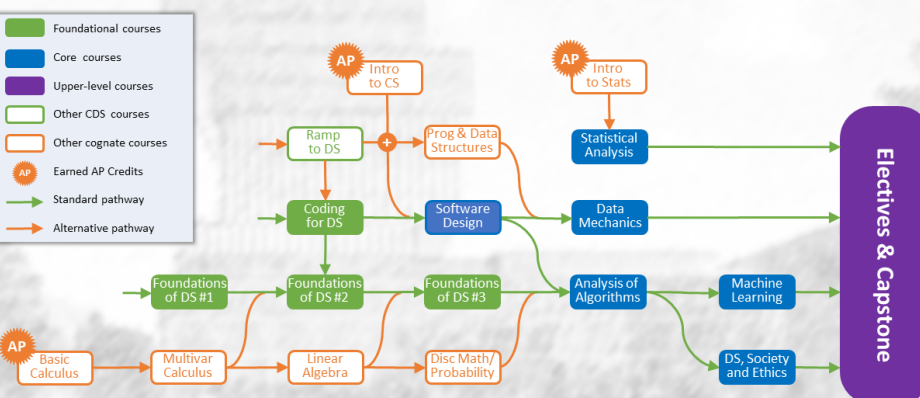 Foundational courses
Core courses
Upper-level courses
Other CDS courses
Other cognate courses
AP
Earned AP Credits
Standard pathway
Alternative pathway
AP
Intro
to CS
AP
Intro
to Stats
Ramp
to DS
+
Prog & Data
Structures
Statistical
Analysis
Coding
for DS
Software
Design
Data
Mechanics
Foundations
of DS #1
Foundations
of DS #2
Foundations
of DS #3
Analysis of
Algorithms
Machine
Learning
AP
Basic
Calculus
Multivar
Calculus
Linear
Algebra
Disc Math/
Probability
DS, Society
and Ethics
Electives & Capstone